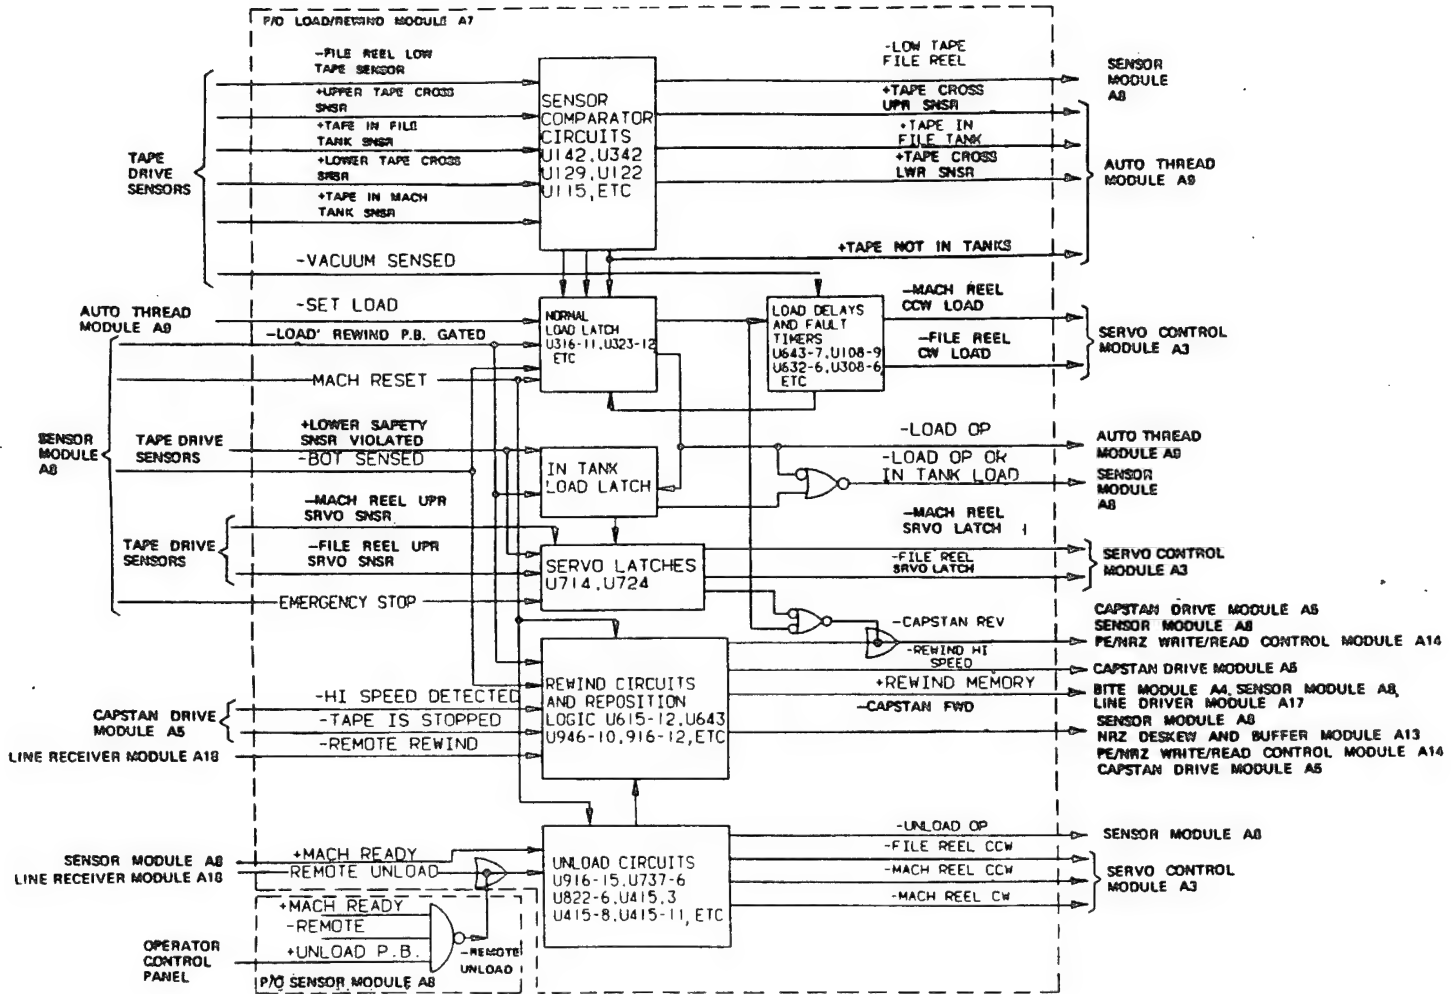 P/O LOAD/REWIND MODULE A7
-FILE REEL LOW
TAPE SENSOR
+UPPER TAPE CROSS
SNSR
+TAPE IN FILE
TANK SNSR
+LOWER TAPE CROSS
SNSR
+TAPE IN MACH
TANK SNSR
TAPE
DRIVE
SENSORS
SENSOR
COMPARATOR
CIRCUITS
U142,U342
U129,U122
U115,ETC
-LOW TAPE
FILE REEL
+TAPE CROSS
UPR SNSR
+TAPE IN
FILE TANK
+TAPE CROSS
LWR SNSR
+TAPE NOT IN TANKS
SENSOR
MODULE
A8
AUTO THREAD
MODULE A9
-VACUUM SENSED
-SET LOAD
-LOAD' REWIND P.B. GATED
MACH RESET
AUTO THREAD
MODULE A9
NORMAL
LOAD LATCH
U316-11,U323-12
ETC
LOAD DELAYS
AND FAULT
TIMERS
U643-7,U108-9
U632-6,U308-6,
ETC
-MACH REEL
CCW LOAD
-FILE REEL
CW LOAD
SERVO CONTROL
MODULE A3
SENSOR
MODULE
A8
TAPE DRIVE
SENSORS
+LOWER SAPETY
SNSR VIOLATED
-BOT SENSED
IN TANK
LOAD LATCH
-LOAD OP
-LOAD OP OR
IN TANK LOAD
AUTO THREAD
MODULE A9
SENSOR
MODULE
A8
-MACH REEL UPR
SRVO SNSR
-FILE REEL UPR
SRVO SNSR
TAPE DRIVE
SENSORS
EMERGENCY STOP
SERVO LATCHES
U714,U724
-MACH REEL
SRVO LATCH
-FILE REEL
SRVO LATCH
SERVO CONTROL
MODULE A3
-CAPSTAN REV
-REWIND HI
SPEED
+REWIND MEMORY
-CAPSTAN FWD
CAPSTAN DRIVE MODULE A5
SENSOR MODULE A8
PE/NRZ WRITE/READ CONTROL MODULE A14
CAPSTAN DRIVE MODULE A5
BITE MODULE A4, SENSOR MODULE A8,
LINE DRIVER MODULE A17
SENSOR MODULE A8
NRZ DESKEW AND BUFFER MODULE A13
PE/NRZ WRITE/READ CONTROL MODULE A14
CAPSTAN DRIVE MODULE A5
REWIND CIRCUITS
AND REPOSITION
LOGIC U615-12,U643
U946-10,916-12,ETC
-HI SPEED DETECTED
-TAPE IS STOPPED
-REMOTE REWIND
CAPSTAN DRIVE
MODULE A5
LINE RECEIVER MODULE A18
UNLOAD CIRCUITS
U916-15,U737-6
U822-6,U415,3
U415-8,U415-11, ETC
-UNLOAD OP
-FILE REEL CCW
-MACH REEL CCW
-MACH REEL CW
SENSOR MODULE A8
SERVO CONTROL
MODULE A3
SENSOR MODULE A8
LINE RECEIVER MODULE A18
+MACH READY
REMOTE UNLOAD
+MACH READY
-REMOTE
+UNLOAD P.B.
-REMOTE
UNLOAD
OPERATOR
CONTROL
PANEL
P/O SENSOR MODULE A8